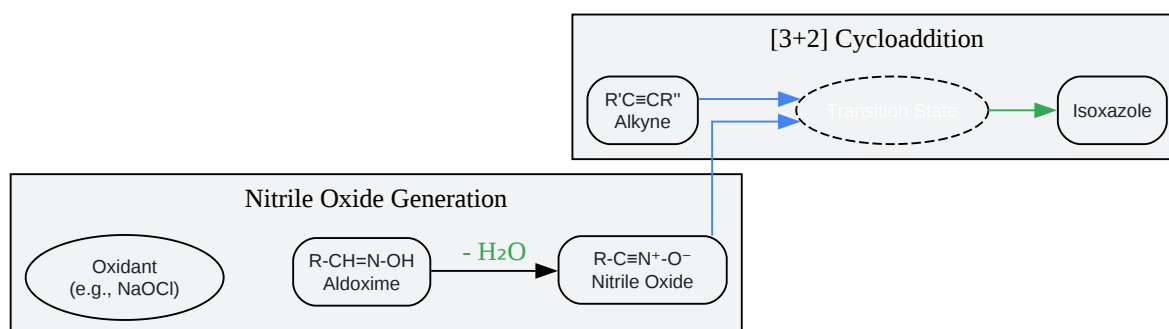 [3+2] Cycloaddition
R'C≡CR"
Alkyne
Transition State
Isoxazole
Nitrile Oxide Generation
Oxidant
(e.g., NaOCl)
R-CH=N-OH
Aldoxime
- H₂O
R-C≡N⁺-O⁻
Nitrile Oxide